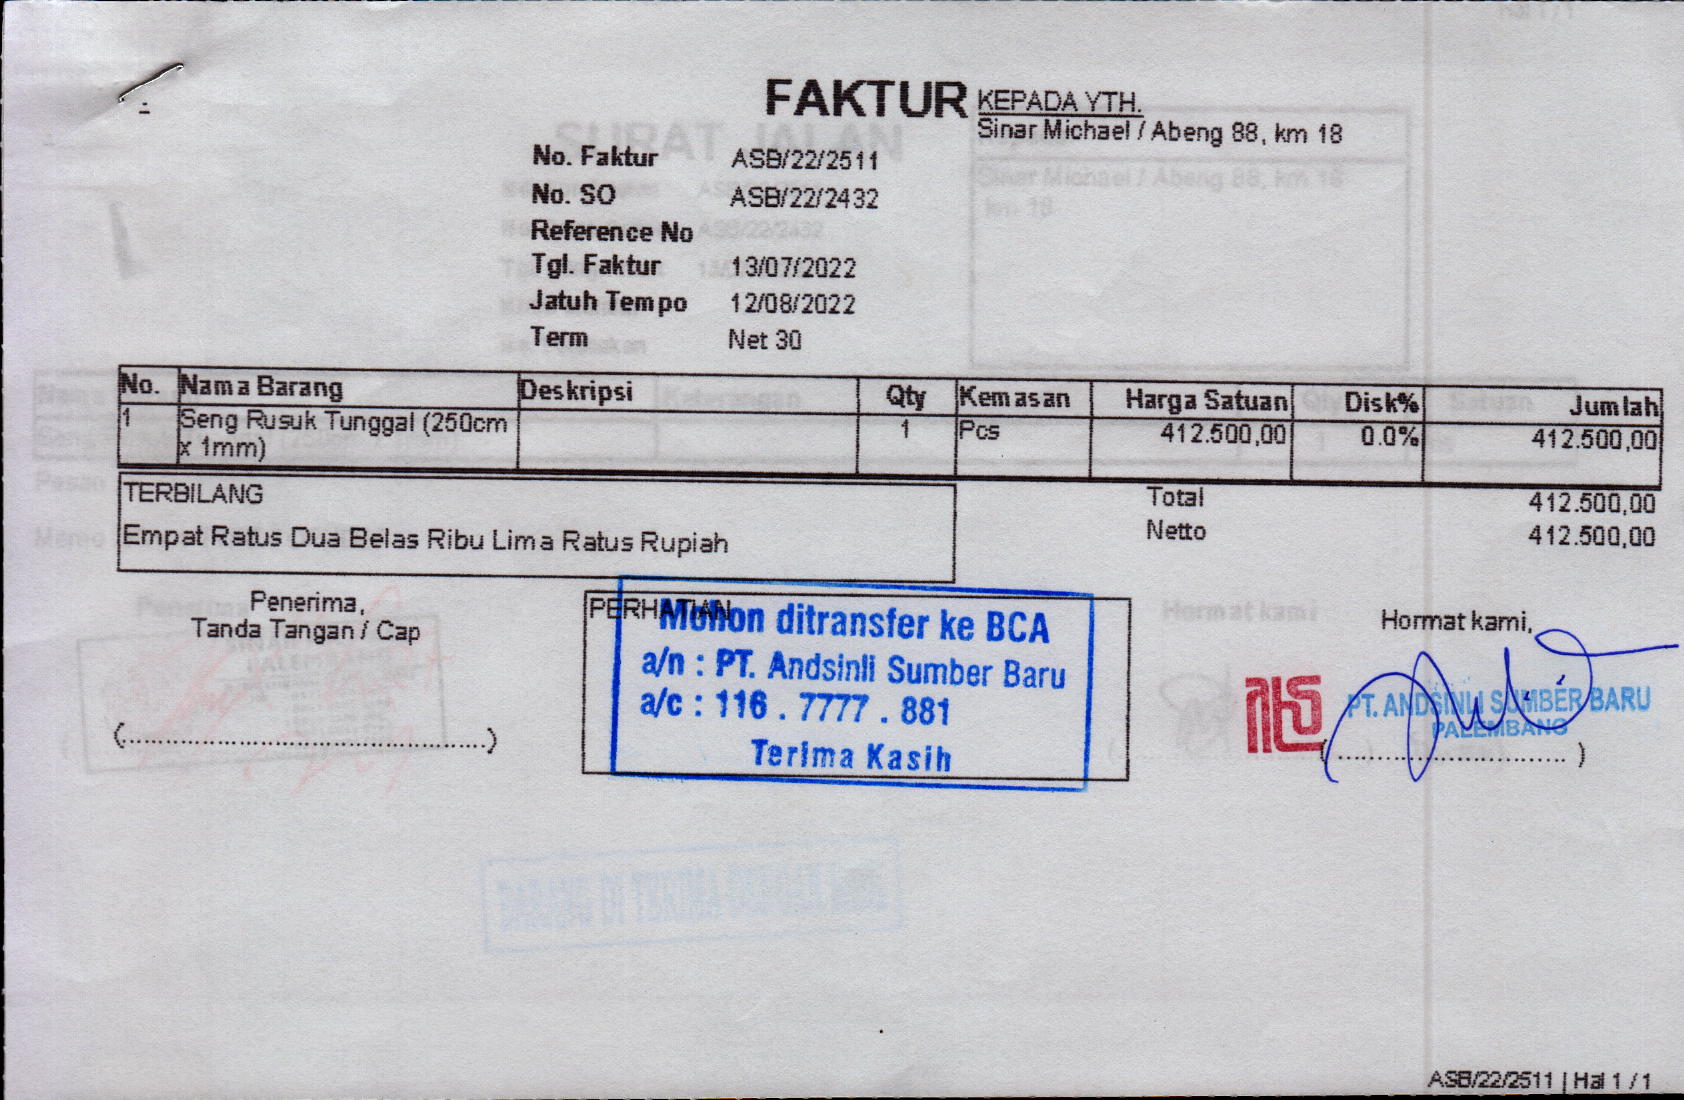 FAKTUR
KEPADA YTH.
Sinar Michael / Abeng 88, km 18
No. Faktur ASB/22/2511
No. SO ASB/22/2432
Reference No
Tgl. Faktur 13/07/2022
Jatuh Tempo 12/08/2022
Term Net 30
No. Nama Barang Deskripsi Qty Kemasan Harga Satuan Disk% Jumlah
1 Seng Rusuk Tunggal (250cm 1 Pcs 412.500,00 0.0% 412.500,00
x 1mm)
TERBILANG
Empat Ratus Dua Belas Ribu Lima Ratus Rupiah
Total 412.500,00
Netto 412.500,00
Penerima,
Tanda Tangan / Cap
PERHATIAN
Mohon ditransfer ke BCA
a/n : PT. Andsinli Sumber Baru
a/c : 116 . 7777 . 881
Terima Kasih
Hormat kami,
PT. ANDSINLI SUMBER BARU
PALEMBANG
ASB/22/2511 | Hal 1 / 1